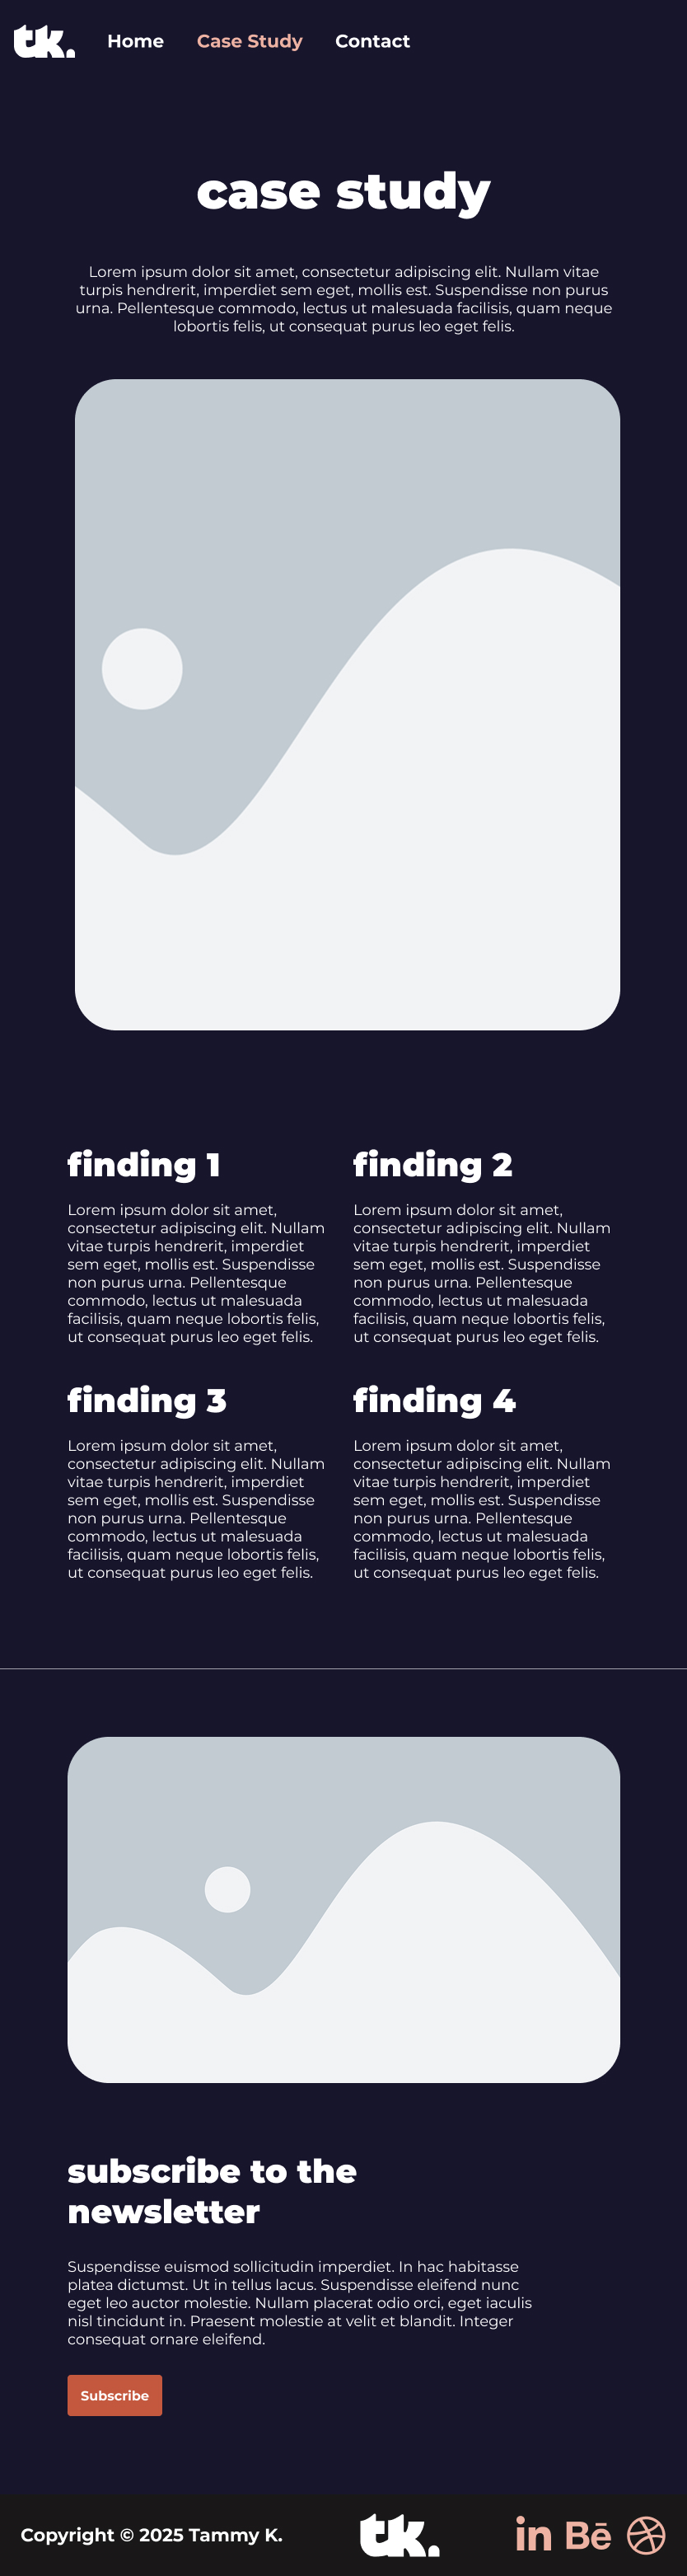 tk.
Home Case Study Contact
case study
Lorem ipsum dolor sit amet, consectetur adipiscing elit. Nullam vitae
turpis hendrerit, imperdiet sem eget, mollis est. Suspendisse non purus
urna. Pellentesque commodo, lectus ut malesuada facilisis, quam neque
lobortis felis, ut consequat purus leo eget felis.
finding 1
Lorem ipsum dolor sit amet,
consectetur adipiscing elit. Nullam
vitae turpis hendrerit, imperdiet
sem eget, mollis est. Suspendisse
non purus urna. Pellentesque
commodo, lectus ut malesuada
facilisis, quam neque lobortis felis,
ut consequat purus leo eget felis.
finding 2
Lorem ipsum dolor sit amet,
consectetur adipiscing elit. Nullam
vitae turpis hendrerit, imperdiet
sem eget, mollis est. Suspendisse
non purus urna. Pellentesque
commodo, lectus ut malesuada
facilisis, quam neque lobortis felis,
ut consequat purus leo eget felis.
finding 3
Lorem ipsum dolor sit amet,
consectetur adipiscing elit. Nullam
vitae turpis hendrerit, imperdiet
sem eget, mollis est. Suspendisse
non purus urna. Pellentesque
commodo, lectus ut malesuada
facilisis, quam neque lobortis felis,
ut consequat purus leo eget felis.
finding 4
Lorem ipsum dolor sit amet,
consectetur adipiscing elit. Nullam
vitae turpis hendrerit, imperdiet
sem eget, mollis est. Suspendisse
non purus urna. Pellentesque
commodo, lectus ut malesuada
facilisis, quam neque lobortis felis,
ut consequat purus leo eget felis.
subscribe to the
newsletter
Suspendisse euismod sollicitudin imperdiet. In hac habitasse
platea dictumst. Ut in tellus lacus. Suspendisse eleifend nunc
eget leo auctor molestie. Nullam placerat odio orci, eget iaculis
nisl tincidunt in. Praesent molestie at velit et blandit. Integer
consequat ornare eleifend.
Subscribe
Copyright © 2025 Tammy K.
tk.
in Bē